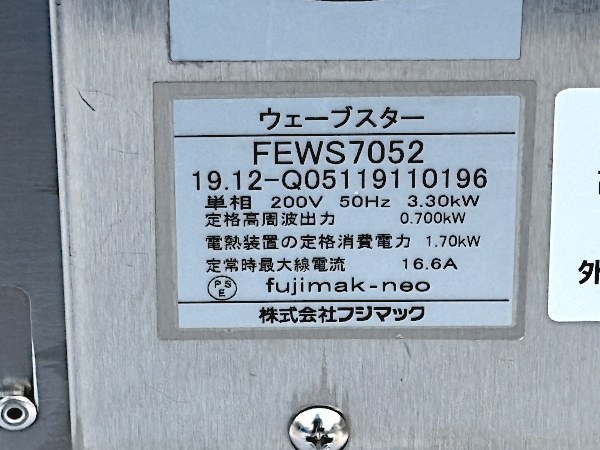 ウェーブスター
FEWS7052
19.12-Q05119110196
単相 200V 50Hz 3.30kW
定格高周波出力 0.700kW
電熱装置の定格消費電力 1.70kW
定常時最大線電流 16.6A
PSE fujimak-neo
株式会社フジマック
外